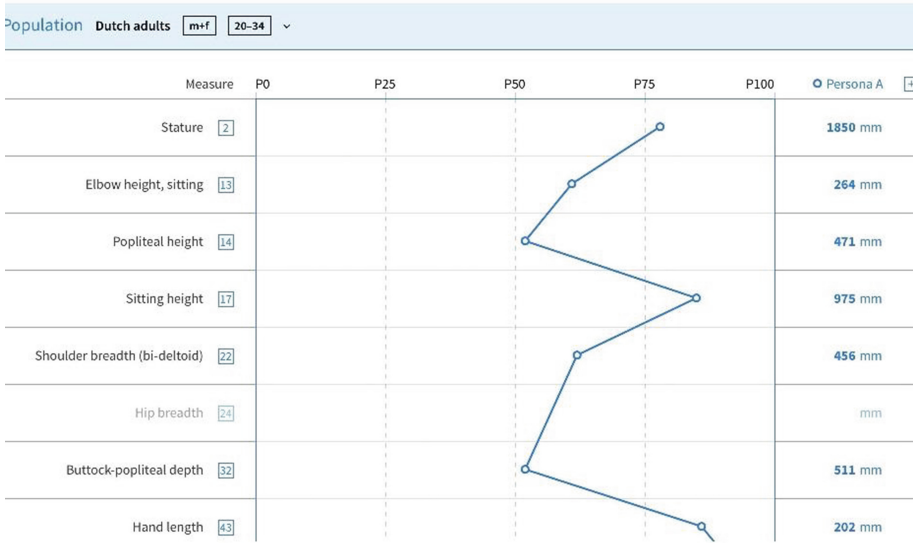 Population Dutch adults m+f 20–34
Measure P0 P25 P50 P75 P100 Persona A
Stature 2 1850 mm
Elbow height, sitting 13 264 mm
Popliteal height 14 471 mm
Sitting height 17 975 mm
Shoulder breadth (bi-deltoid) 22 456 mm
Hip breadth 24 mm
Buttock-popliteal depth 32 511 mm
Hand length 43 202 mm